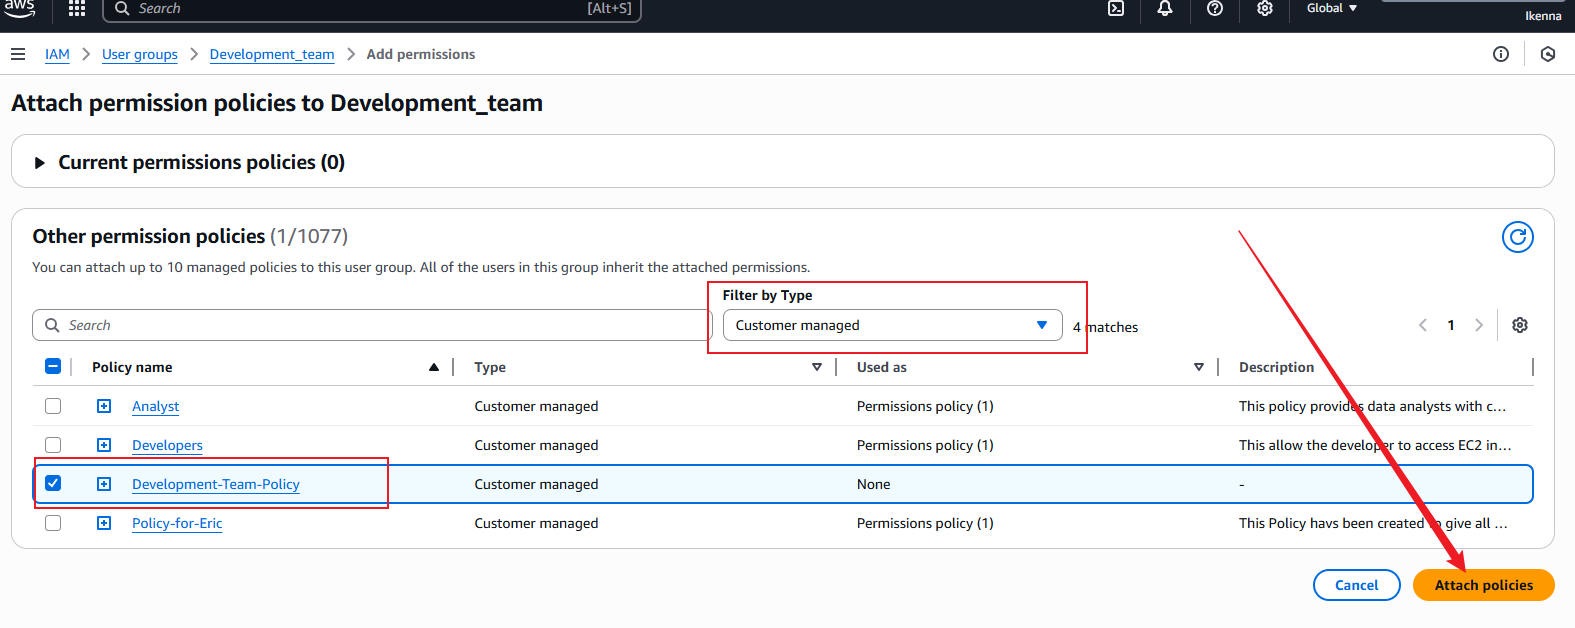 aws
Search [Alt+S] Global
Ikenna
IAM User groups Development_team Add permissions
Attach permission policies to Development_team
Current permissions policies (0)
Other permission policies (1/1077)
You can attach up to 10 managed policies to this user group. All of the users in this group inherit the attached permissions.
Filter by Type
Search Customer managed 4 matches 1
Policy name Type Used as Description
Analyst Customer managed Permissions policy (1) This policy provides data analysts with c...
Developers Customer managed Permissions policy (1) This allow the developer to access EC2 in...
Development-Team-Policy Customer managed None -
Policy-for-Eric Customer managed Permissions policy (1) This Policy havs been created to give all ...
Cancel Attach policies